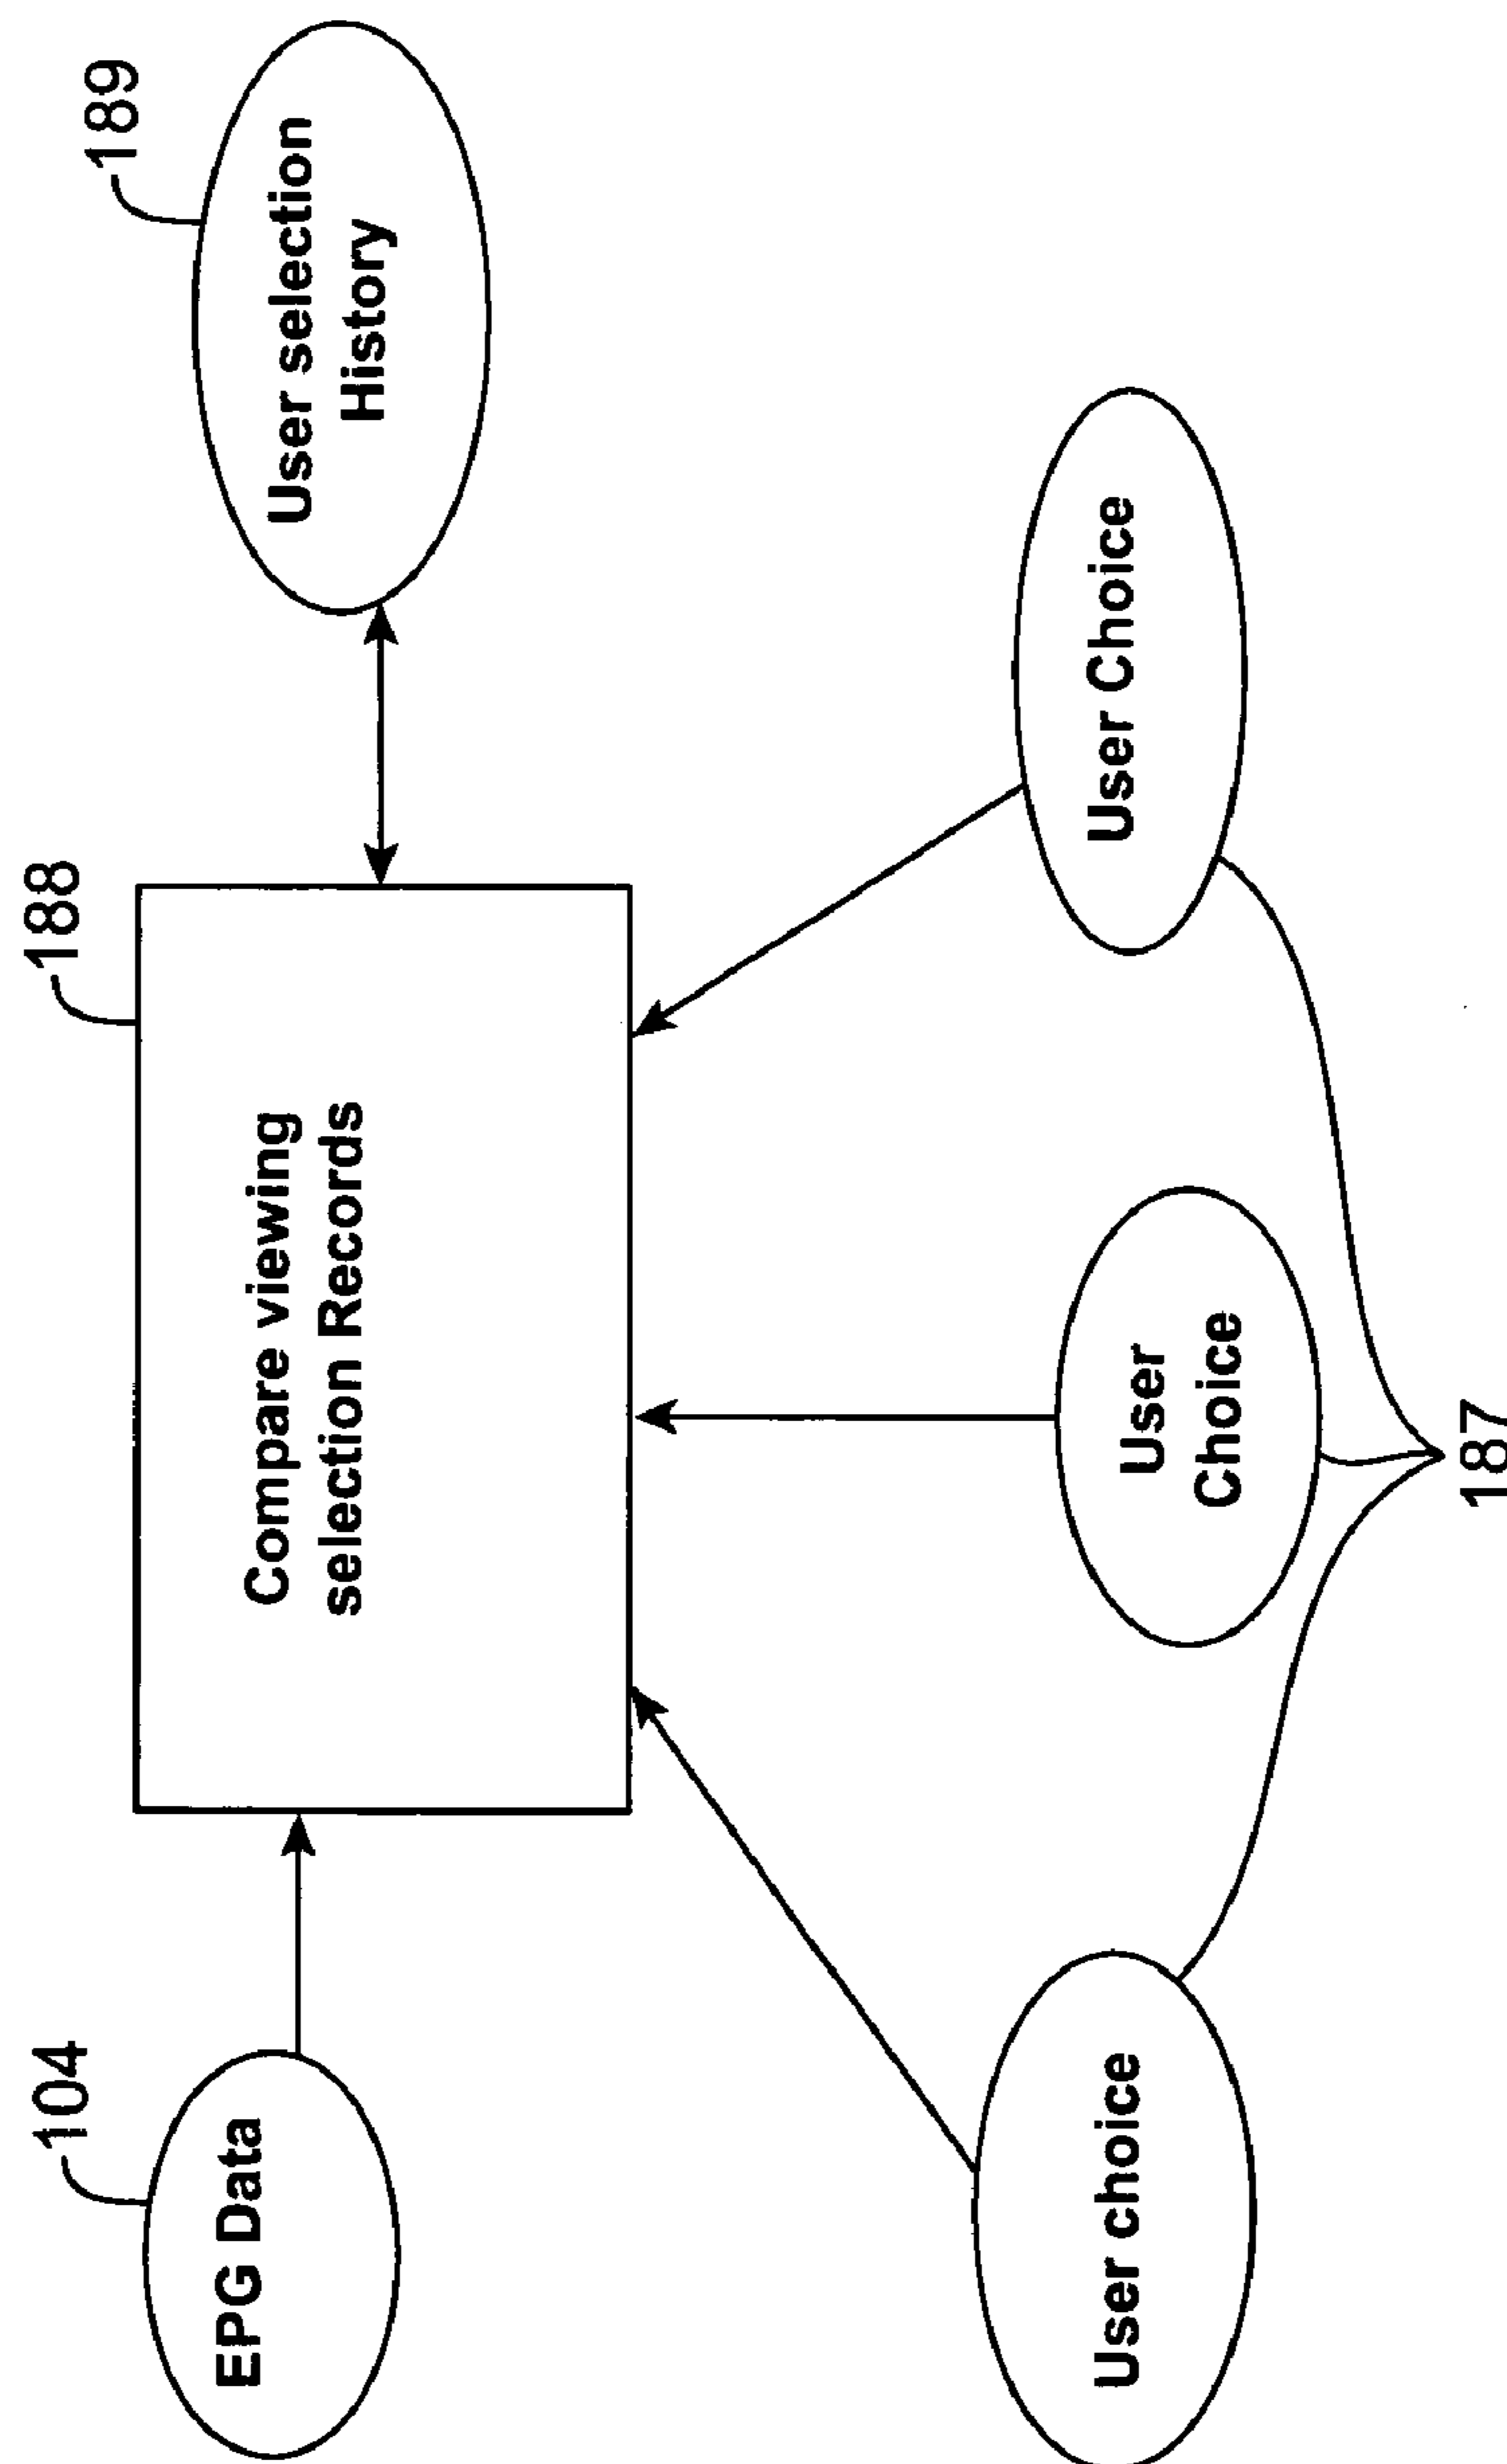 104
188
189
EPG Data
Compare viewing
selection Records
User selection
History
User choice
User
Choice
User Choice
187